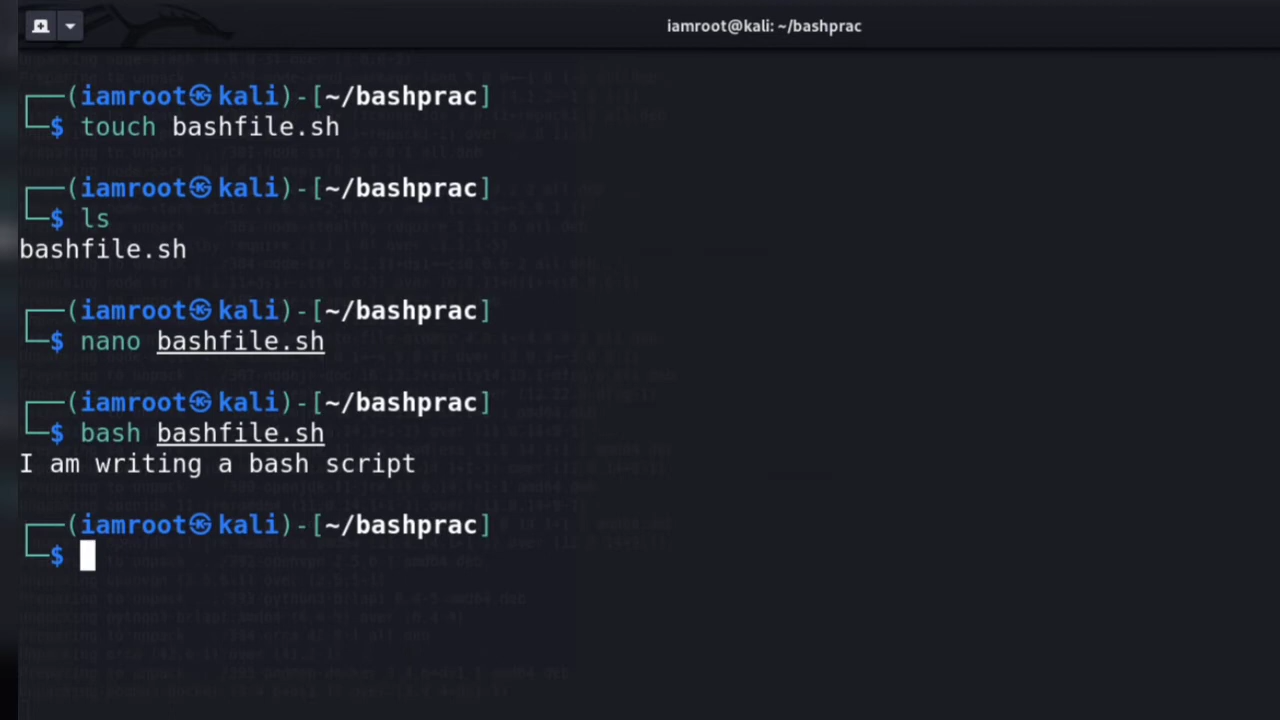 iamroot@kali: ~/bashprac
┌──(iamroot㉿kali)-[~/bashprac]
└─$ touch bashfile.sh
┌──(iamroot㉿kali)-[~/bashprac]
└─$ ls
bashfile.sh
┌──(iamroot㉿kali)-[~/bashprac]
└─$ nano bashfile.sh
┌──(iamroot㉿kali)-[~/bashprac]
└─$ bash bashfile.sh
I am writing a bash script
┌──(iamroot㉿kali)-[~/bashprac]
└─$